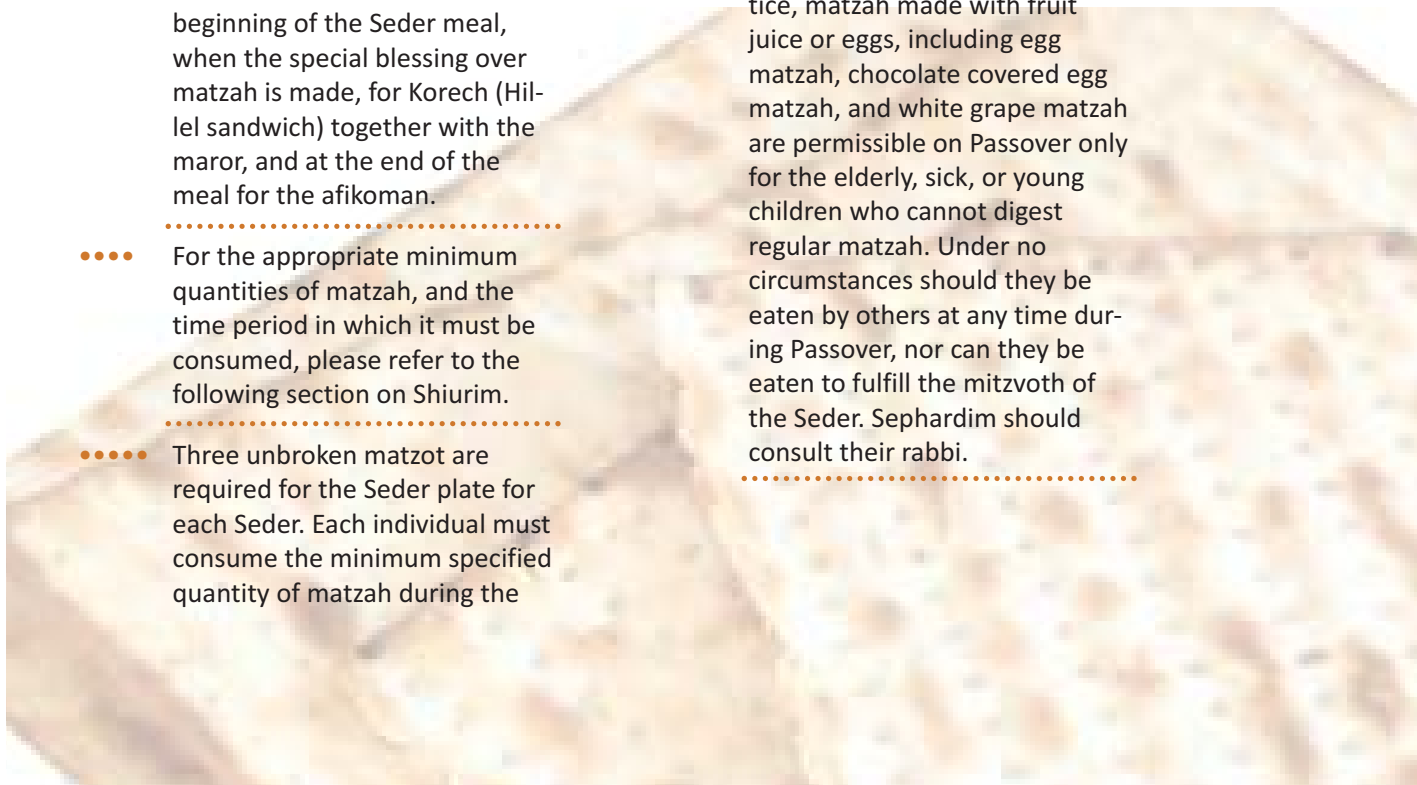 beginning of the Seder meal,
when the special blessing over
matzah is made, for Korech (Hil-
lel sandwich) together with the
maror, and at the end of the
meal for the afikoman.
For the appropriate minimum
quantities of matzah, and the
time period in which it must be
consumed, please refer to the
following section on Shiurim.
Three unbroken matzot are
required for the Seder plate for
each Seder. Each individual must
consume the minimum specified
quantity of matzah during the
tice, matzah made with fruit
juice or eggs, including egg
matzah, chocolate covered egg
matzah, and white grape matzah
are permissible on Passover only
for the elderly, sick, or young
children who cannot digest
regular matzah. Under no
circumstances should they be
eaten by others at any time dur-
ing Passover, nor can they be
eaten to fulfill the mitzvoth of
the Seder. Sephardim should
consult their rabbi.